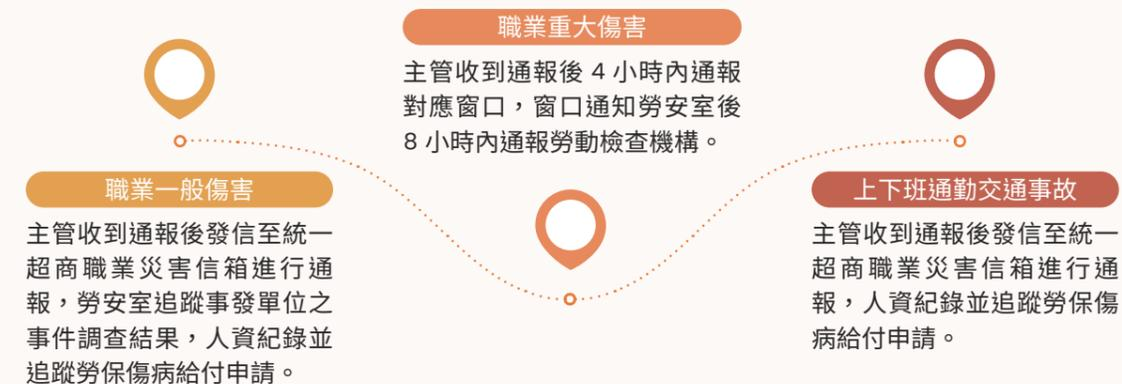 職業一般傷害
主管收到通報後發信至統一
超商職業災害信箱進行通
報，勞安室追蹤事發單位之
事件調查結果，人資紀錄並
追蹤勞保傷病給付申請。
職業重大傷害
主管收到通報後 4 小時內通報
對應窗口，窗口通知勞安室後
8 小時內通報勞動檢查機構。
上下班通勤交通事故
主管收到通報後發信至統一
超商職業災害信箱進行通
報，人資紀錄並追蹤勞保傷
病給付申請。